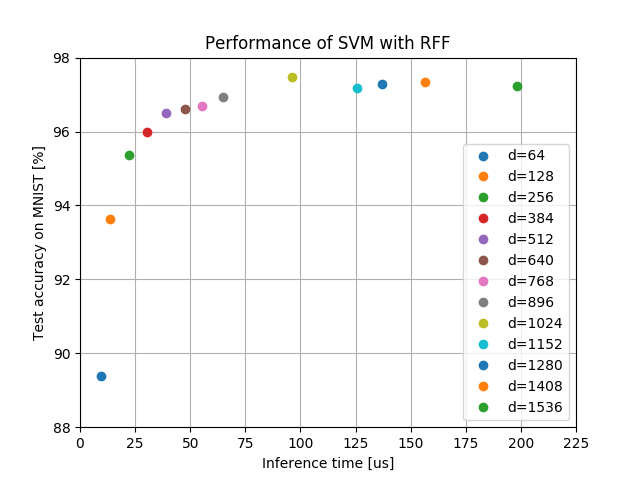 Performance of SVM with RFF
Test accuracy on MNIST [%]
98
96
94
92
90
88
0 25 50 75 100 125 150 175 200 225
Inference time [us]
d=64
d=128
d=256
d=384
d=512
d=640
d=768
d=896
d=1024
d=1152
d=1280
d=1408
d=1536